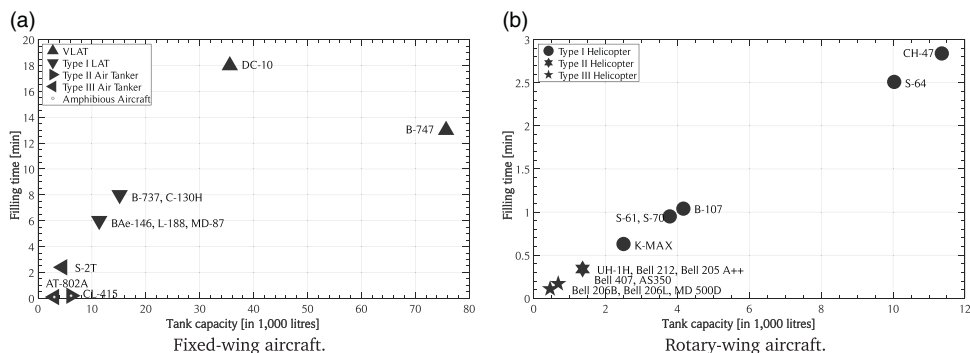 (a)
20
18
16
14
12
10
8
6
4
2
0
Filling time [min]
VLAT
Type I LAT
Type II Air Tanker
Type III Air Tanker
Amphibious Aircraft
DC-10
B-747
B-737, C-130H
BAe-146, L-188, MD-87
S-2T
AT-802A
CL-415
0 10 20 30 40 50 60 70 80
Tank capacity [in 1,000 litres]
Fixed-wing aircraft.
(b)
3
2.5
2
1.5
1
0.5
0
Filling time [min]
Type I Helicopter
Type II Helicopter
Type III Helicopter
CH-47
S-64
B-107
S-61, S-70
K-MAX
UH-1H, Bell 212, Bell 205 A++
Bell 407, AS350
Bell 206B, Bell 206L, MD 500D
0 2 4 6 8 10 12
Tank capacity [in 1,000 litres]
Rotary-wing aircraft.